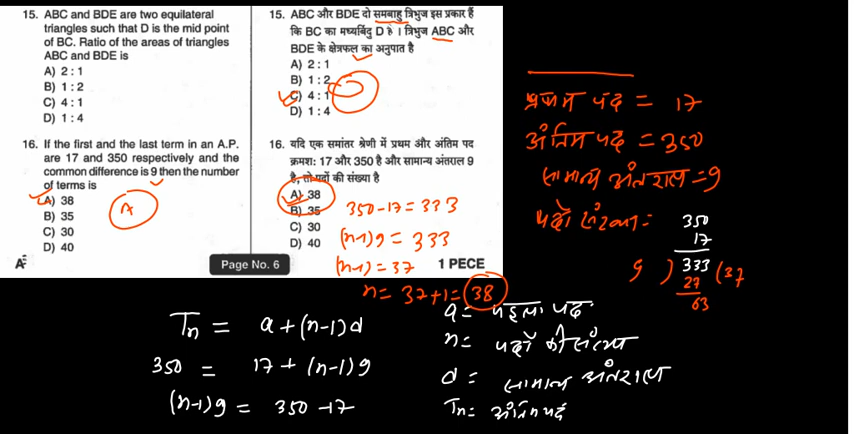 15. ABC and BDE are two equilateral
triangles such that D is the mid point
of BC. Ratio of the areas of triangles
ABC and BDE is
A) 2 : 1
B) 1 : 2
C) 4 : 1
D) 1 : 4
16. If the first and the last term in an A.P.
are 17 and 350 respectively and the
common difference is 9 then the number
of terms is
A) 38
B) 35
C) 30
D) 40
A
15. ABC और BDE दो समबाहु त्रिभुज इस प्रकार हैं
कि BC का मध्यबिंदु D है । त्रिभुज ABC और
BDE के क्षेत्रफल का अनुपात है
A) 2 : 1
B) 1 : 2
C) 4 : 1
D) 1 : 4
16. यदि एक समांतर श्रेणी में प्रथम और अंतिम पद
क्रमश: 17 और 350 है और सामान्य अंतराल 9
है, तो पदों की संख्या है
A) 38
B) 35
C) 30
D) 40
350-17=333
(n-1)9=333
(n-1)=37
n=37+1=38
Page No. 6
1 PECE
प्रथम पद = 17
अंतिम पद = 350
सामान्य अंतराल = 9
पदों संख्या =
350
17
9 ) 333 ( 37
27
63
Tn = a+(n-1)d
350 = 17+(n-1)9
(n-1)9 = 350-17
a = पहला पद
n = पदों की संख्या
d = सामान्य अंतराल
Tn = अंतिम पद